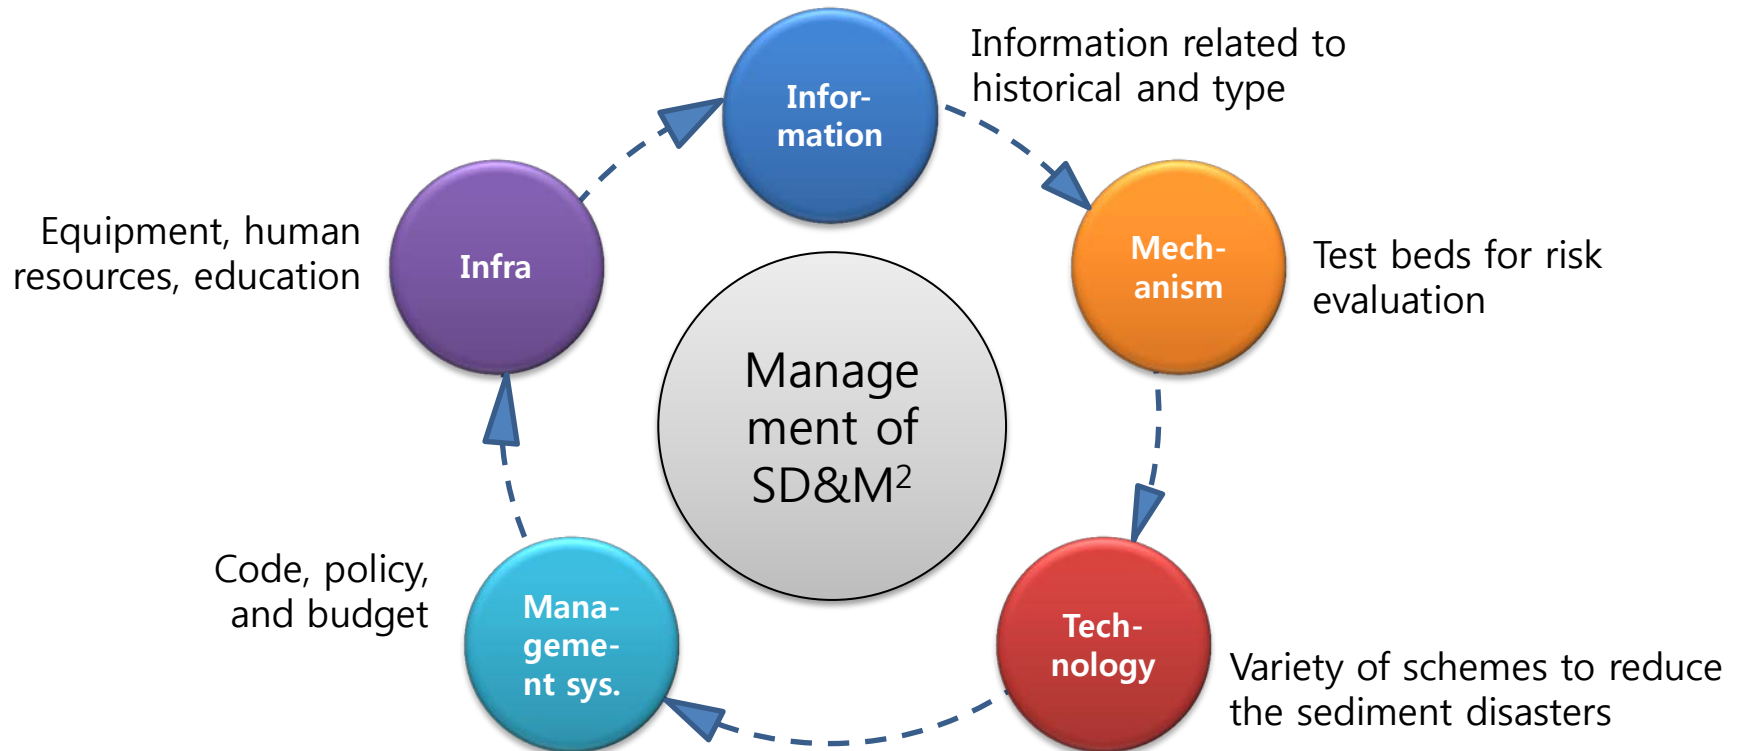 Infor-
mation
Information related to
historical and type
Mech-
anism
Test beds for risk
evaluation
Tech-
nology
Variety of schemes to reduce
the sediment disasters
Mana-
geme-
nt sys.
Code, policy,
and budget
Infra
Equipment, human
resources, education
Manage
ment of
SD&M²